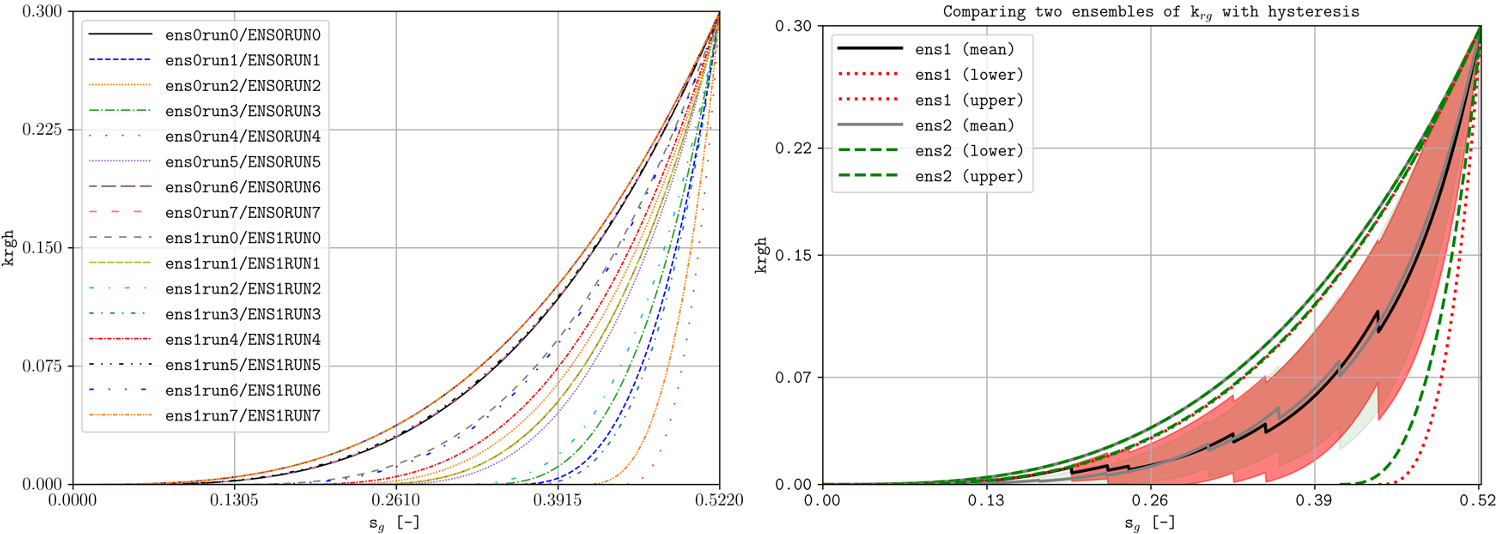 krgh
0.300
0.225
0.150
0.075
0.000
ens0run0/ENS0RUN0
ens0run1/ENS0RUN1
ens0run2/ENS0RUN2
ens0run3/ENS0RUN3
ens0run4/ENS0RUN4
ens0run5/ENS0RUN5
ens0run6/ENS0RUN6
ens0run7/ENS0RUN7
ens1run0/ENS1RUN0
ens1run1/ENS1RUN1
ens1run2/ENS1RUN2
ens1run3/ENS1RUN3
ens1run4/ENS1RUN4
ens1run5/ENS1RUN5
ens1run6/ENS1RUN6
ens1run7/ENS1RUN7
0.0000 0.1305 0.2610 0.3915 0.5220
s_g [-]
Comparing two ensembles of k_rg with hysteresis
krgh
0.30
0.22
0.15
0.07
0.00
ens1 (mean)
ens1 (lower)
ens1 (upper)
ens2 (mean)
ens2 (lower)
ens2 (upper)
0.00 0.13 0.26 0.39 0.52
s_g [-]